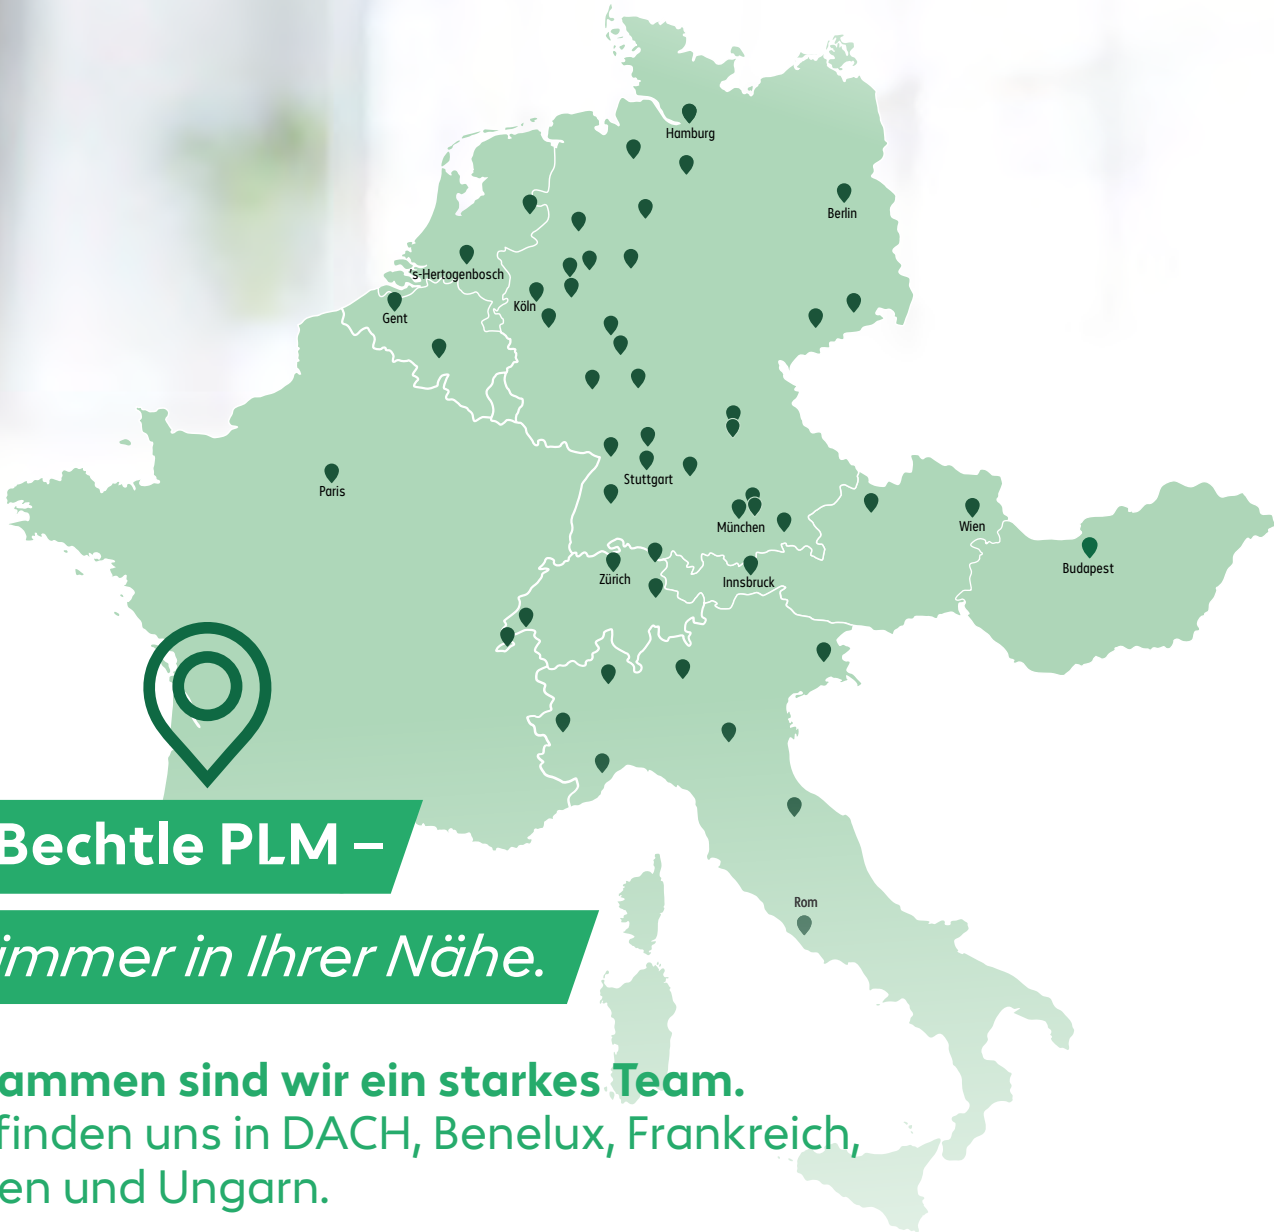 Hamburg
Berlin
's-Hertogenbosch
Köln
Gent
Stuttgart
Paris
München
Wien
Budapest
Zürich
Innsbruck
Bechtle PLM –
Rom
immer in Ihrer Nähe.
ammen sind wir ein starkes Team.
finden uns in DACH, Benelux, Frankreich,
en und Ungarn.